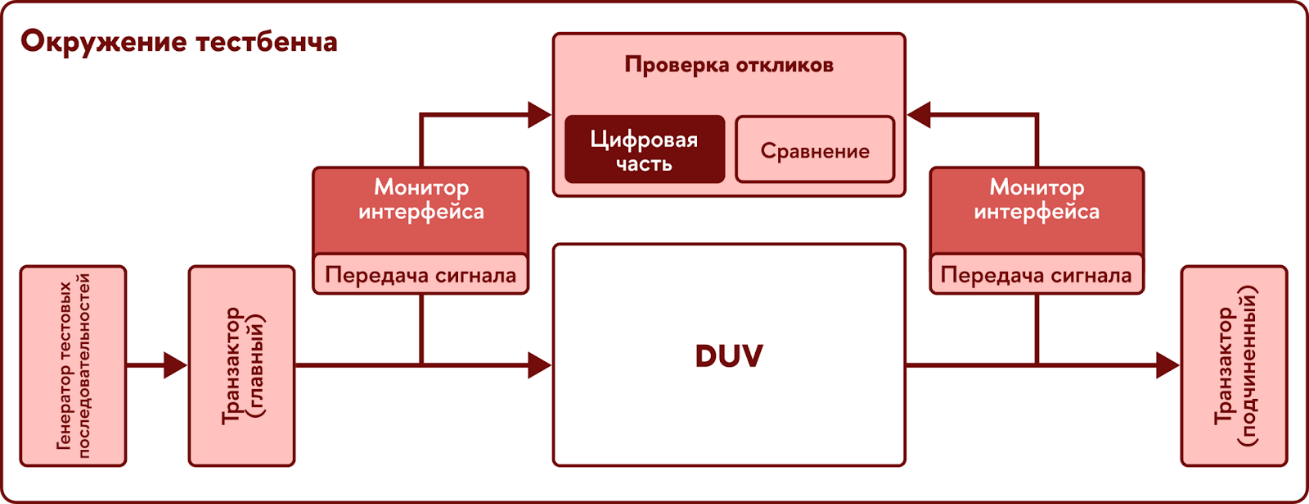 Окружение тестбенча
Проверка откликов
Цифровая
часть
Сравнение
Монитор
интерфейса
Передача сигнала
Монитор
интерфейса
Передача сигнала
Генератор тестовых
последовательностей
Транзактор
(главный)
DUV
Транзактор
(подчиненный)